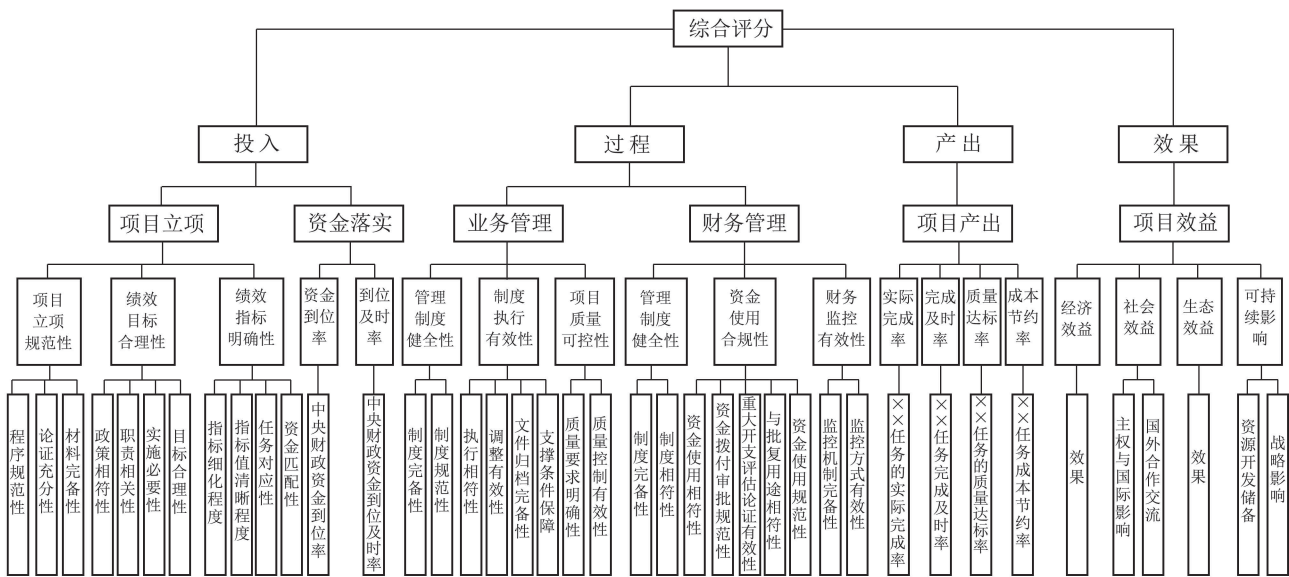 综合评分
投入
过程
产出
效果
项目立项
资金落实
业务管理
财务管理
项目产出
项目效益
项目
立项
规范性
绩效
目标
合理性
绩效
指标
明确性
资金
到位
率
到位
及时
率
管理
制度
健全性
制度
执行
有效性
项目
质量
可控性
管理
制度
健全性
资金
使用
合规性
财务
监控
有效性
实际
完成
率
完成
及时
率
质量
达标
率
成本
节约
率
经济
效益
社会
效益
生态
效益
可持
续影
响
程序规范性
论证充分性
材料完备性
政策相符性
职责相关性
实施必要性
目标合理性
指标细化程度
指标值清晰程度
任务对应性
资金匹配性
中央财政资金到位率
中央财政资金到位及时率
制度完备性
制度规范性
执行相符性
调整有效性
文件归档完备性
支撑条件保障
质量要求明确性
质量控制有效性
制度完备性
制度相符性
资金使用相符性
资金拨付审批规范性
重大开支评估论证有效性
与批复用途相符性
资金使用规范性
监控机制完备性
监控方式有效性
××任务的实际完成率
××任务完成及时率
××任务的质量达标率
××任务成本节约率
效果
主权与国际影响
国外合作交流
效果
资源开发储备
战略影响